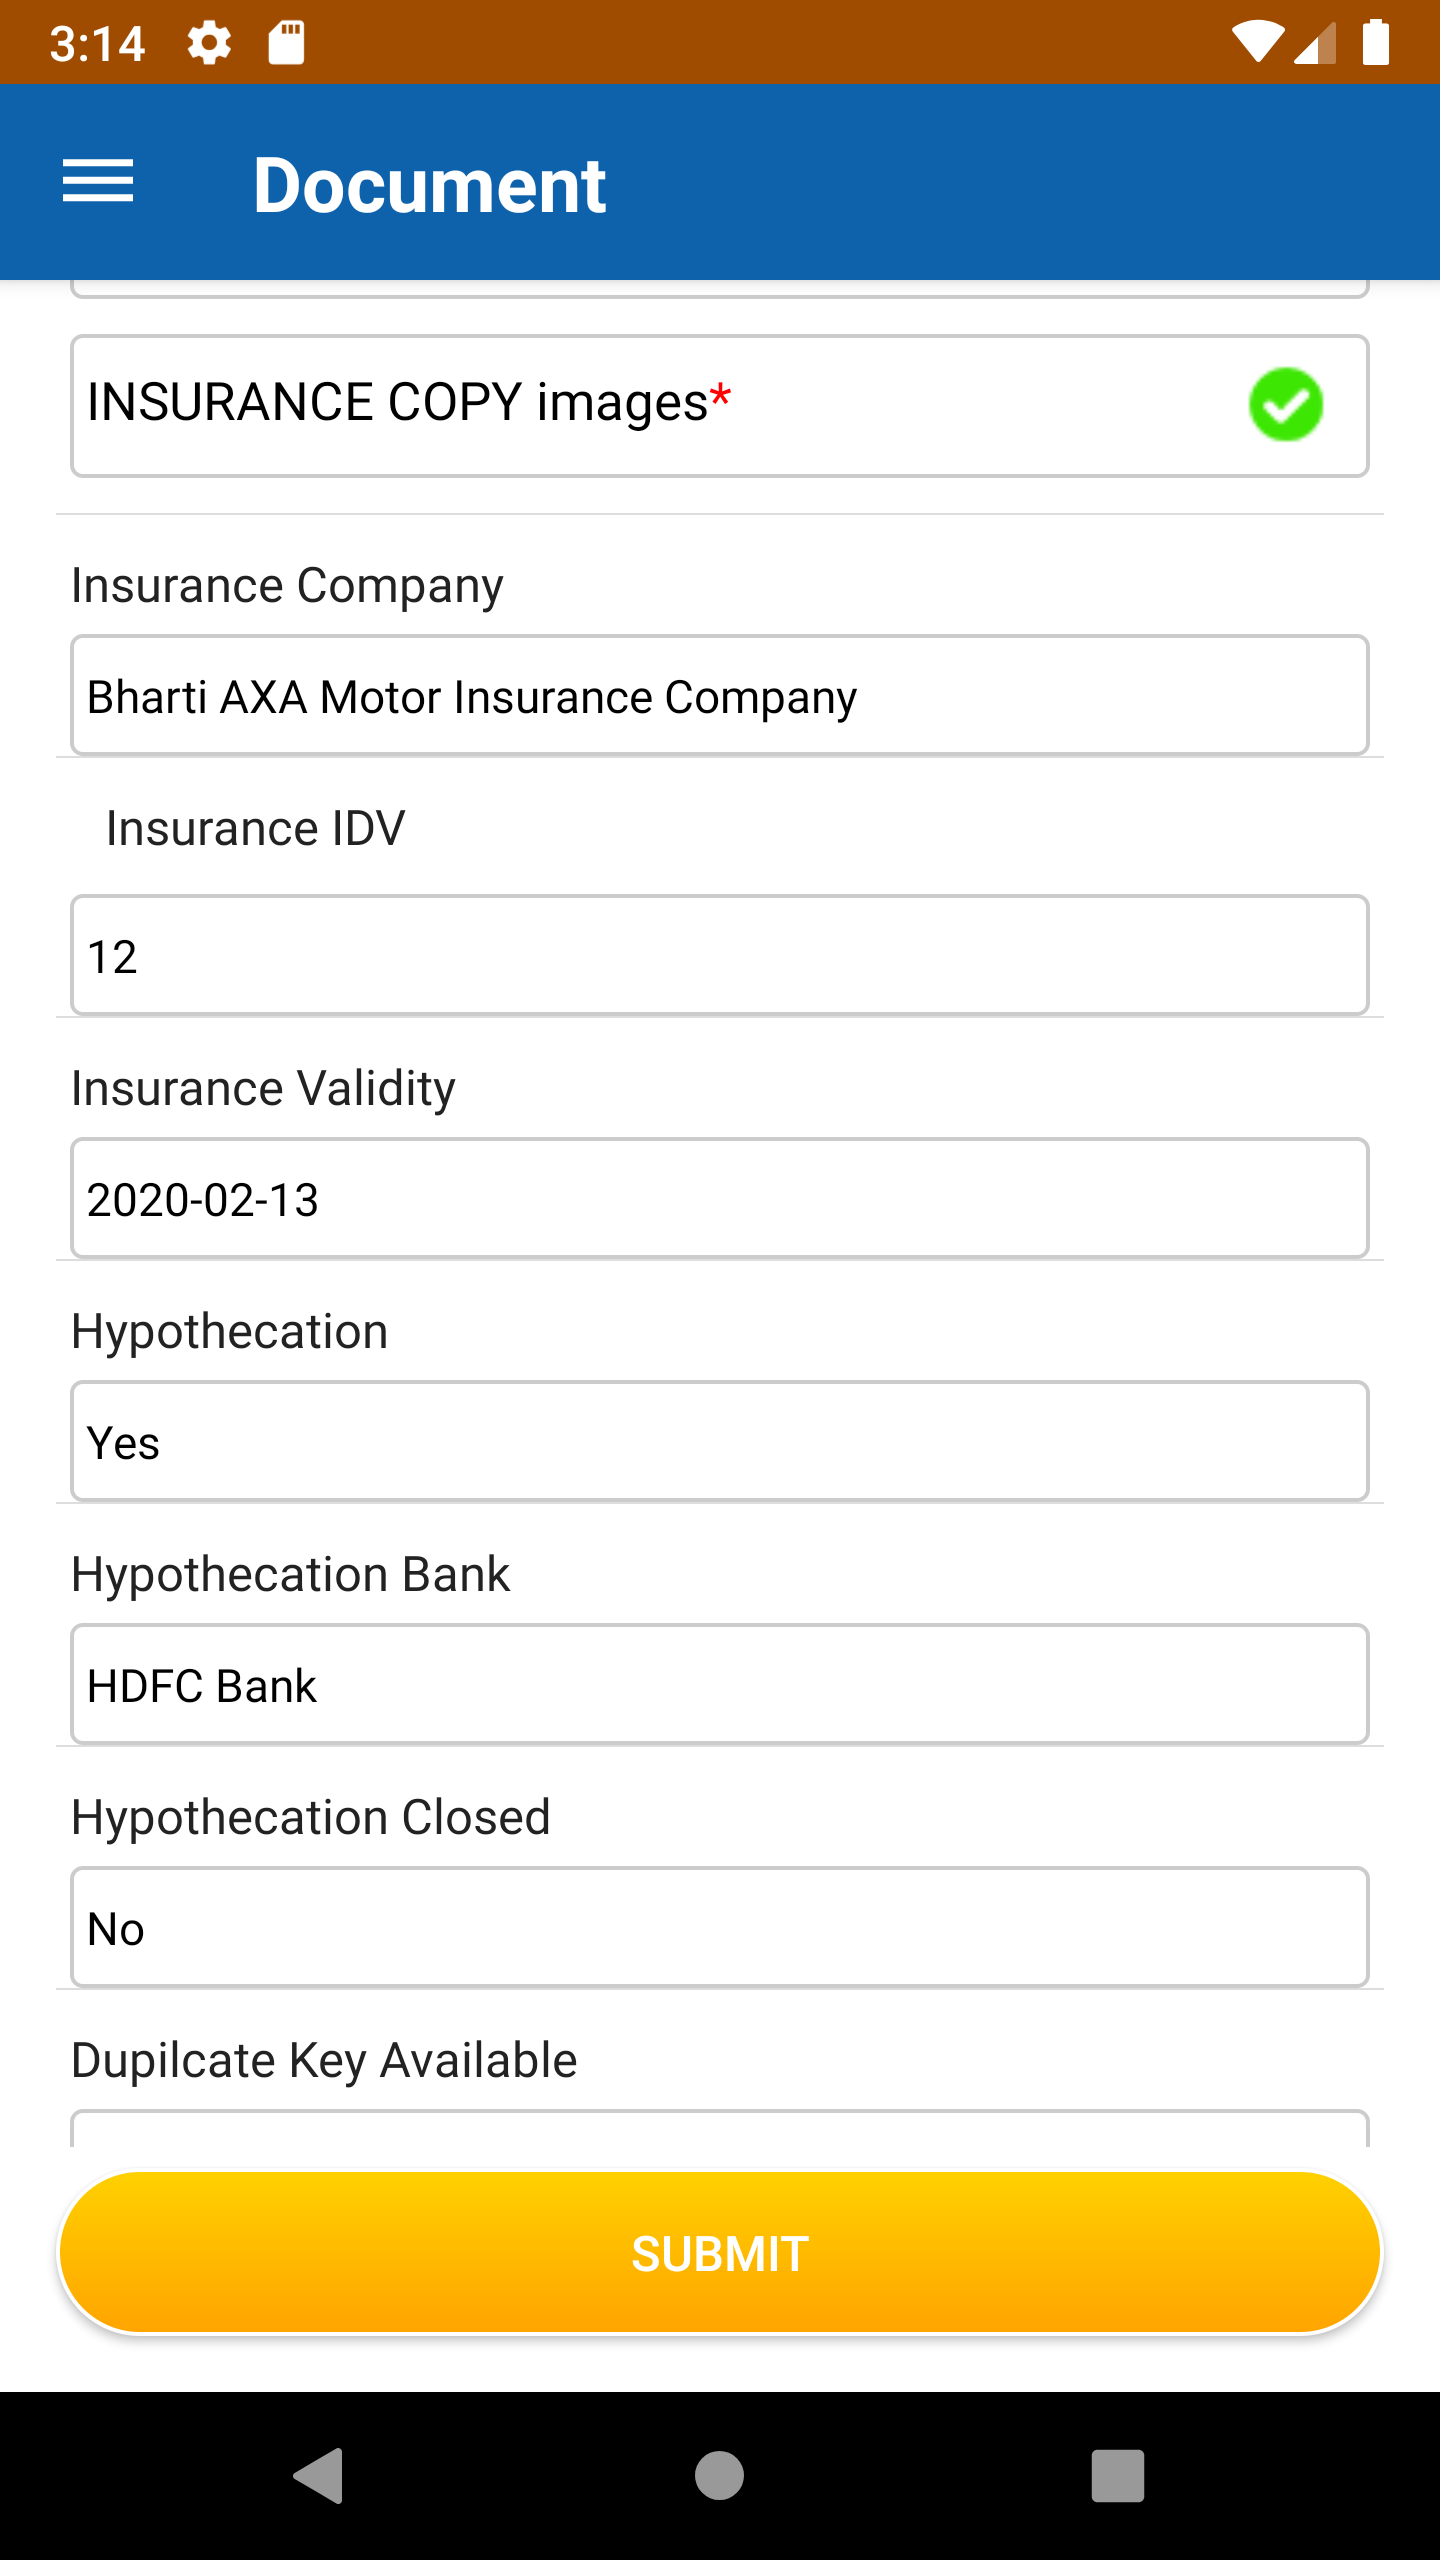 3:14
Document
INSURANCE COPY images*
Insurance Company
Bharti AXA Motor Insurance Company
Insurance IDV
12
Insurance Validity
2020-02-13
Hypothecation
Yes
Hypothecation Bank
HDFC Bank
Hypothecation Closed
No
Dupilcate Key Available
SUBMIT